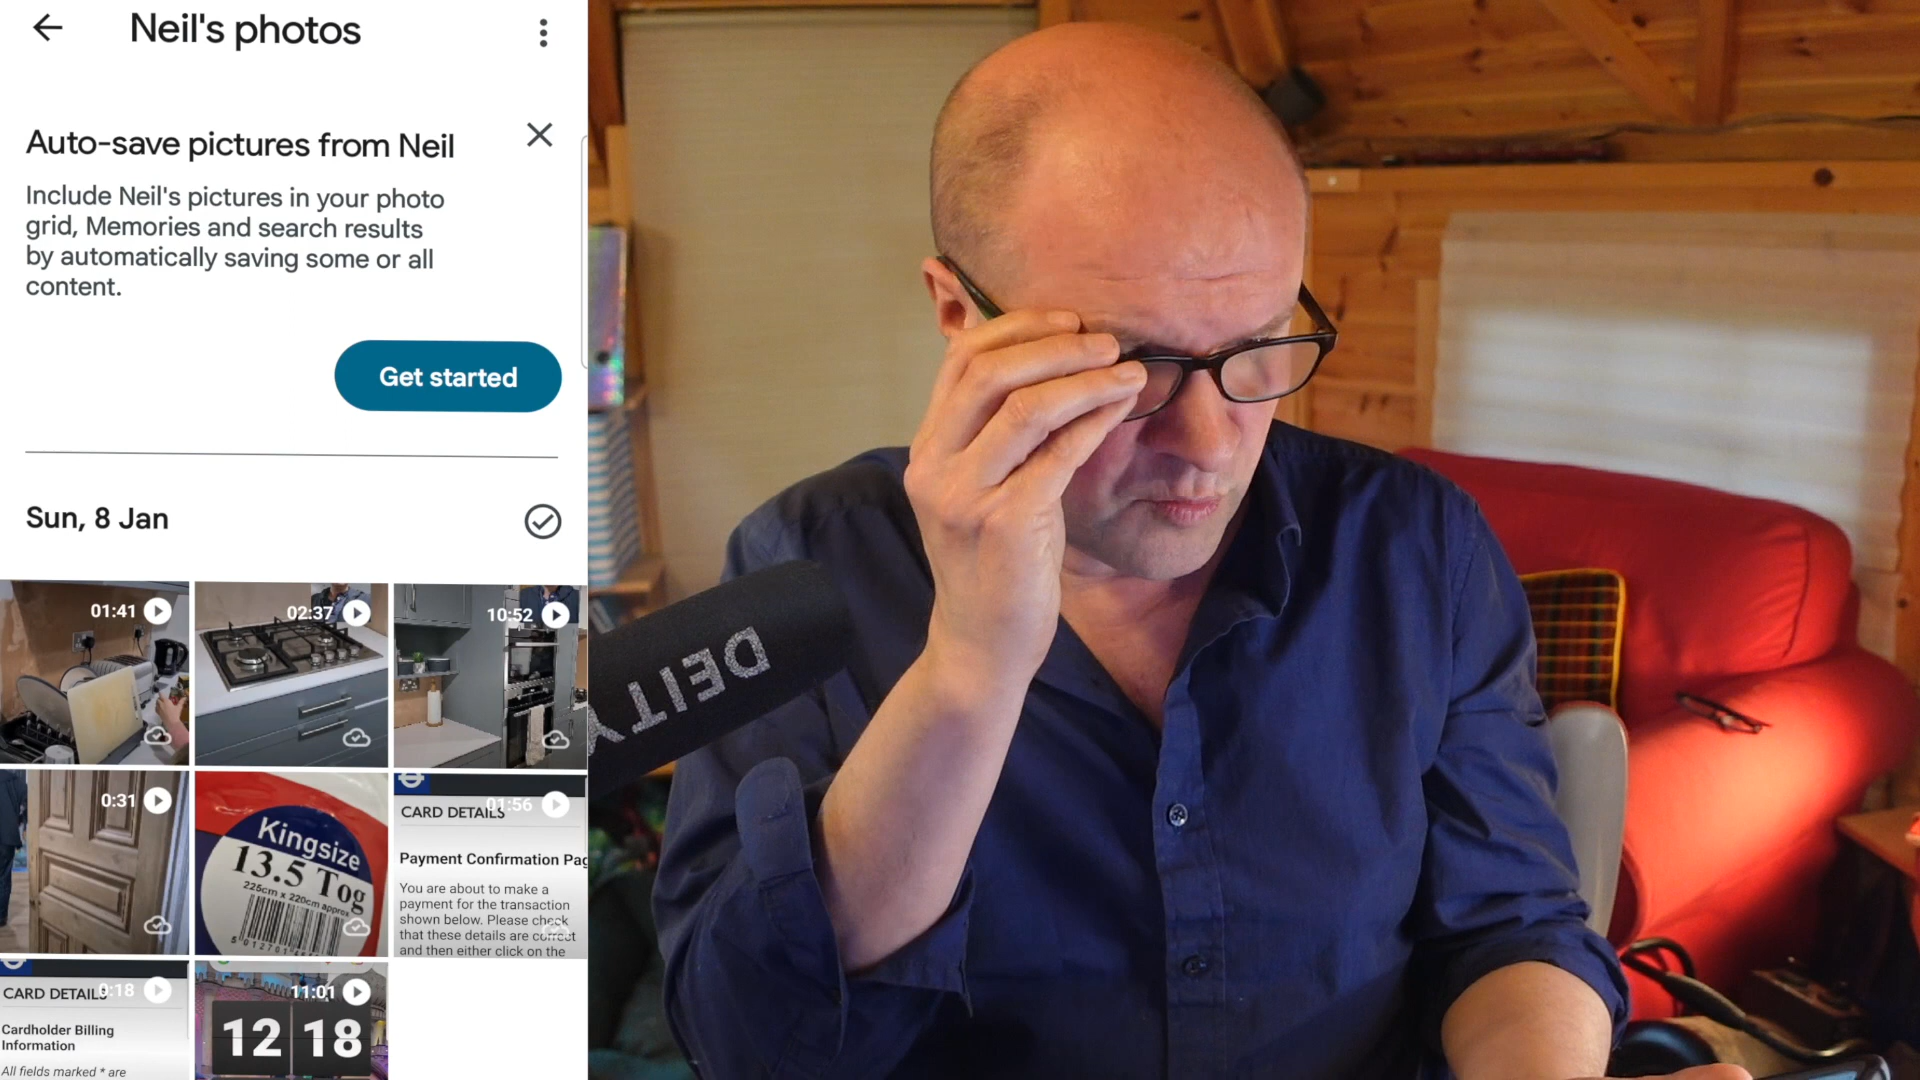 Neil's photos
Auto-save pictures from Neil
Include Neil's pictures in your photo
grid, Memories and search results
by automatically saving some or all
content.
Get started
Sun, 8 Jan
01:41
02:37
10:52
0:31
Kingsize
13.5 Tog
225cm x 220cm approx
CARD DETAILS
01:56
Payment Confirmation Pag
You are about to make a
payment for the transaction
shown below. Please check
that these details are correct
and then either click on the
CARD DETAILS
0:18
Cardholder Billing
Information
All fields marked * are
11:01
12 18
DEITY